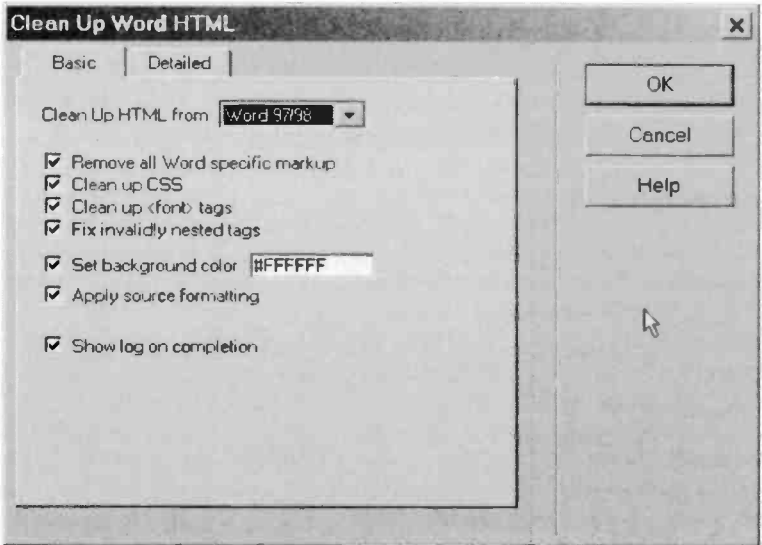 Clean Up Word HTML
Basic
Detailed
OK
Cancel
Help
Clean Up HTML from Word 97/98
Remove all Word specific markup
Clean up CSS
Clean up <font> tags
Fix invalidly nested tags
Set background color #FFFFFF
Apply source formatting
Show log on completion